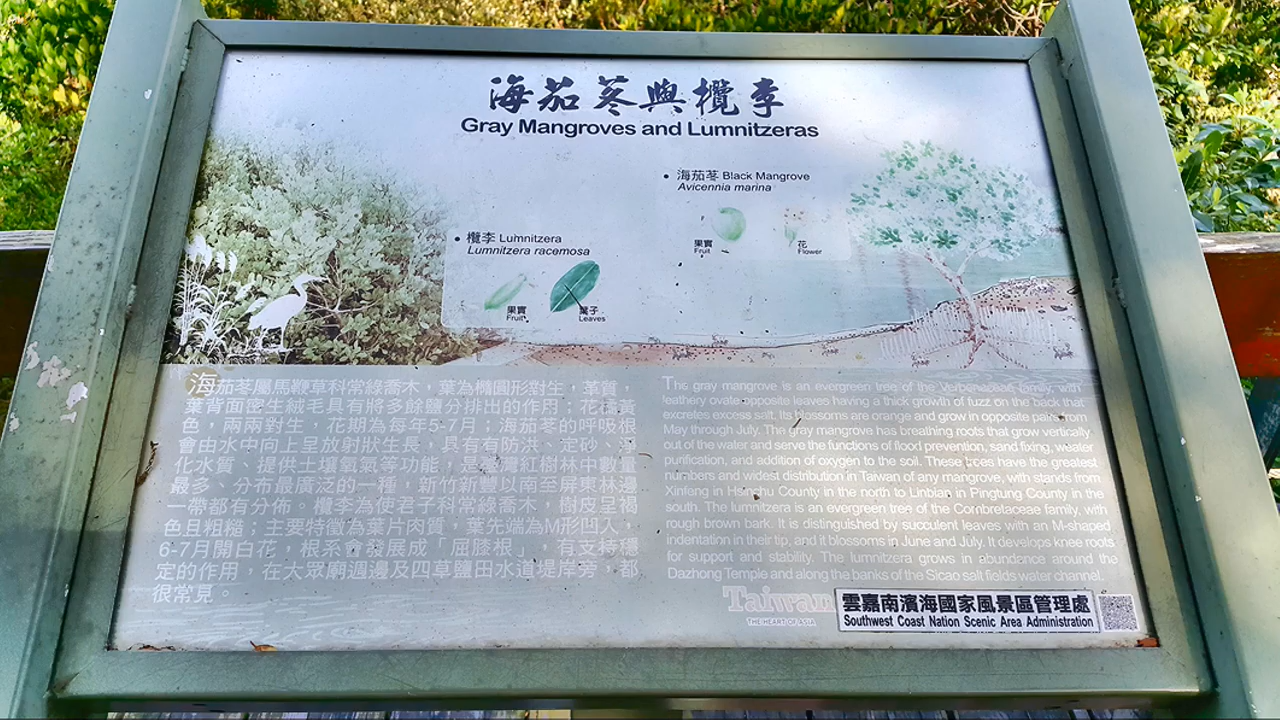 海茄苳與欖李
Gray Mangroves and Lumnitzeras
• 海茄苳 Black Mangrove
Avicennia marina
果實
Fruit
花
Flower
• 欖李 Lumnitzera
Lumnitzera racemosa
果實
Fruit
葉子
Leaves
海茄苳屬馬鞭草科常綠喬木，葉為橢圓形對生，革質，
葉背面密生絨毛具有將多餘鹽分排出的作用；花橘黃
色，兩兩對生，花期為每年5-7月；海茄苳的呼吸根
會由水中向上呈放射狀生長，具有有防洪、定砂、淨
化水質、提供土壤氧氣等功能，是臺灣紅樹林中數量
最多、分布最廣泛的一種，新竹新豐以南至屏東林邊
一帶都有分佈。欖李為使君子科常綠喬木，樹皮呈褐
色且粗糙；主要特徵為葉片肉質，葉先端為M形凹入，
6-7月開白花，根系會發展成「屈膝根」，有支持穩
定的作用，在大眾廟週邊及四草鹽田水道堤岸旁，都
很常見。
This gray mangrove is an evergreen tree of the Verbenaceae family, with
leathery ovate opposite leaves having a thick growth of fuzz on the back that
excretes excess salt. Its blossoms are orange and grow in opposite pairs from
May through July. The gray mangrove has breathing roots that grow vertically
out of the water and serve the functions of flood prevention, sand fixing, weater
purification, and addition of oxygen to the soil. These trees have the greatest
numbers and widest distribution in Taiwan of any mangrove, with stands from
Xinfeng in Hsinchu County in the north to Linbian in Pingtung County in the
south. The lumnitzera is an evergreen tree of the Combretaceae family, with
rough brown bark. It is distinguished by succulent leaves with an M-shaped
indentation in their tip, and it blossoms in June and July. It develops knee roots
for support and stability. The lumnitzera grows in abundance around the
Dazhong Temple and along the banks of the Sicao salt fields water channel.
Taiwan
THE HEART OF ASIA
雲嘉南濱海國家風景區管理處
Southwest Coast Nation Scenic Area Administration